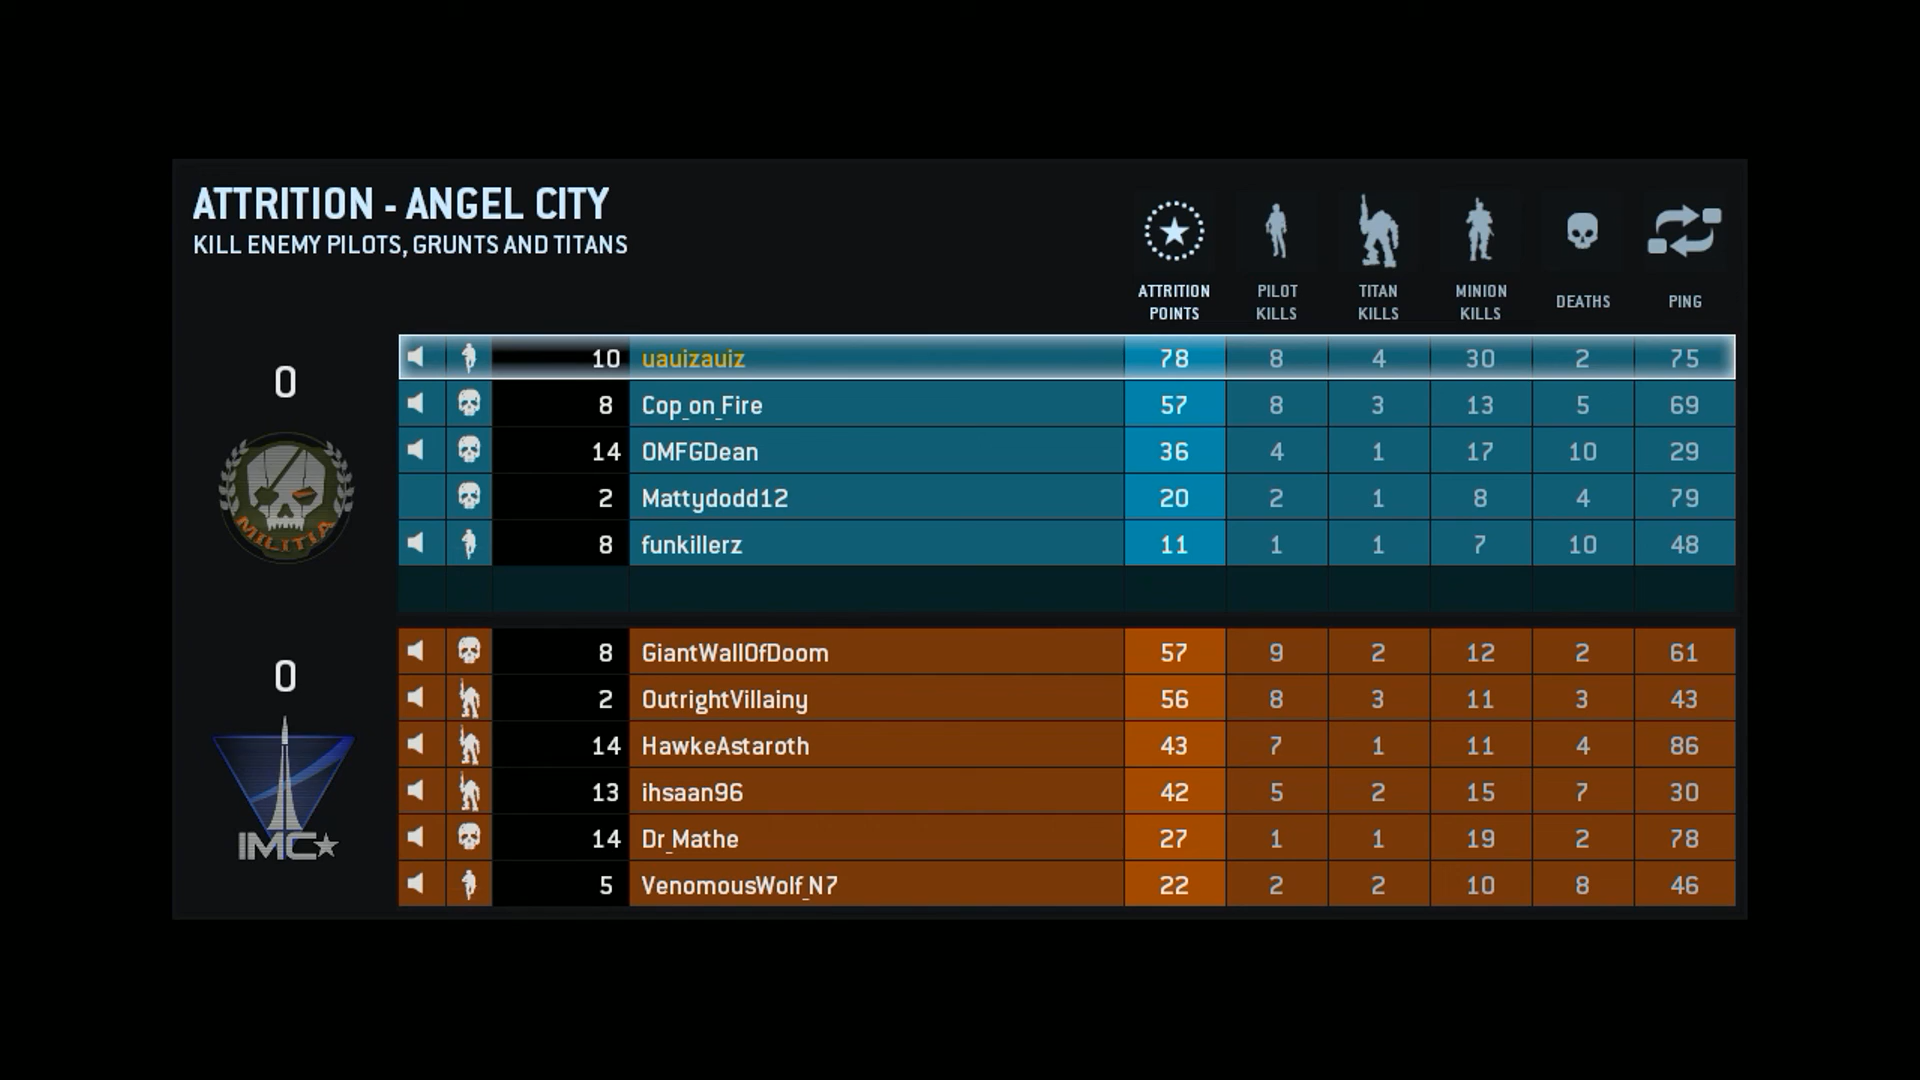 ATTRITION - ANGEL CITY
KILL ENEMY PILOTS, GRUNTS AND TITANS
ATTRITION POINTS PILOT KILLS TITAN KILLS MINION KILLS DEATHS PING
0
MILITIA
10 uauizauiz 78 8 4 30 2 75
8 Cop_on_Fire 57 8 3 13 5 69
14 OMFGDean 36 4 1 17 10 29
2 Mattydodd12 20 2 1 8 4 79
8 funkillerz 11 1 1 7 10 48
0
IMC
8 GiantWallOfDoom 57 9 2 12 2 61
2 OutrightVillainy 56 8 3 11 3 43
14 HawkeAstaroth 43 7 1 11 4 86
13 ihsaan96 42 5 2 15 7 30
14 Dr_Mathe 27 1 1 19 2 78
5 VenomousWolf_N7 22 2 2 10 8 46